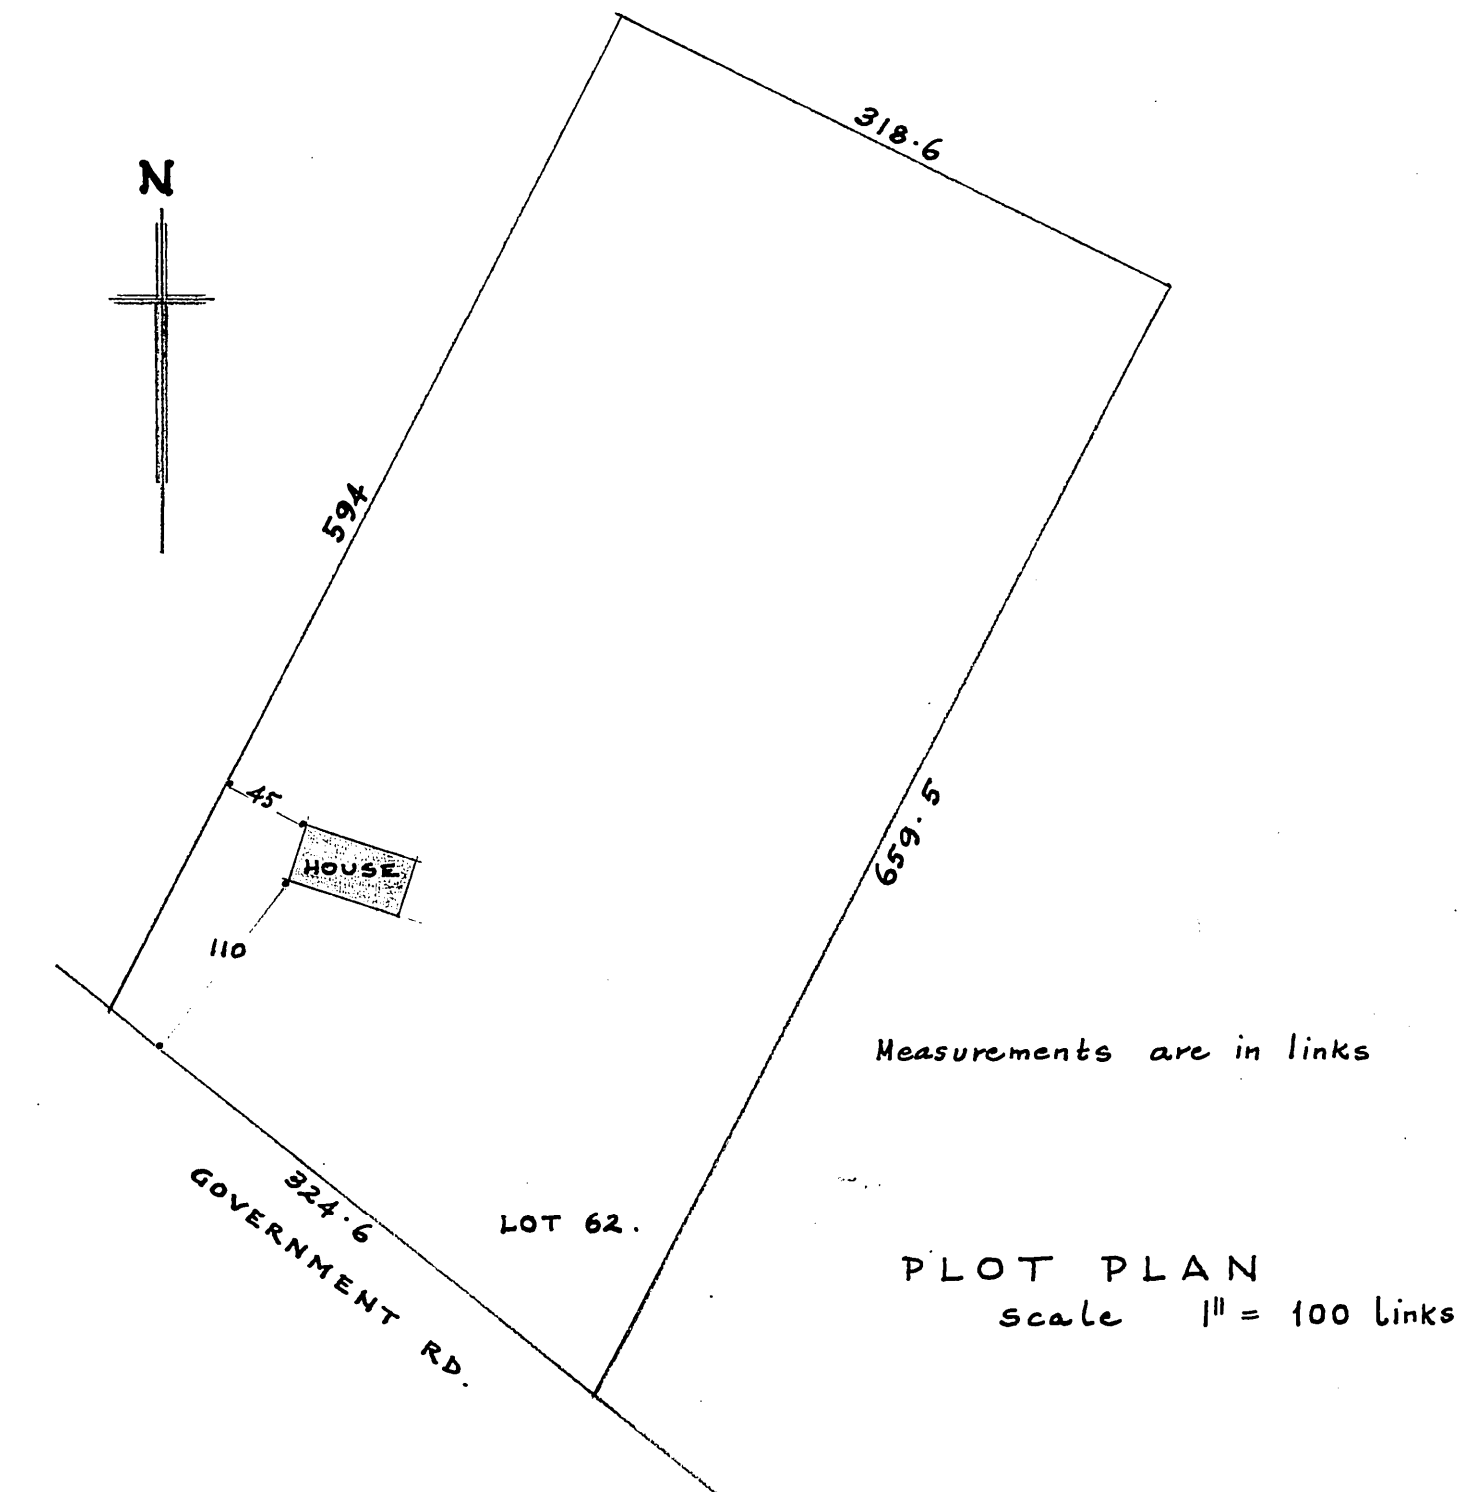 N
318.6
594
45
HOUSE
659.5
110
Measurements are in links
324.6
GOVERNMENT RD.
LOT 62.
PLOT PLAN
scale 1" = 100 links